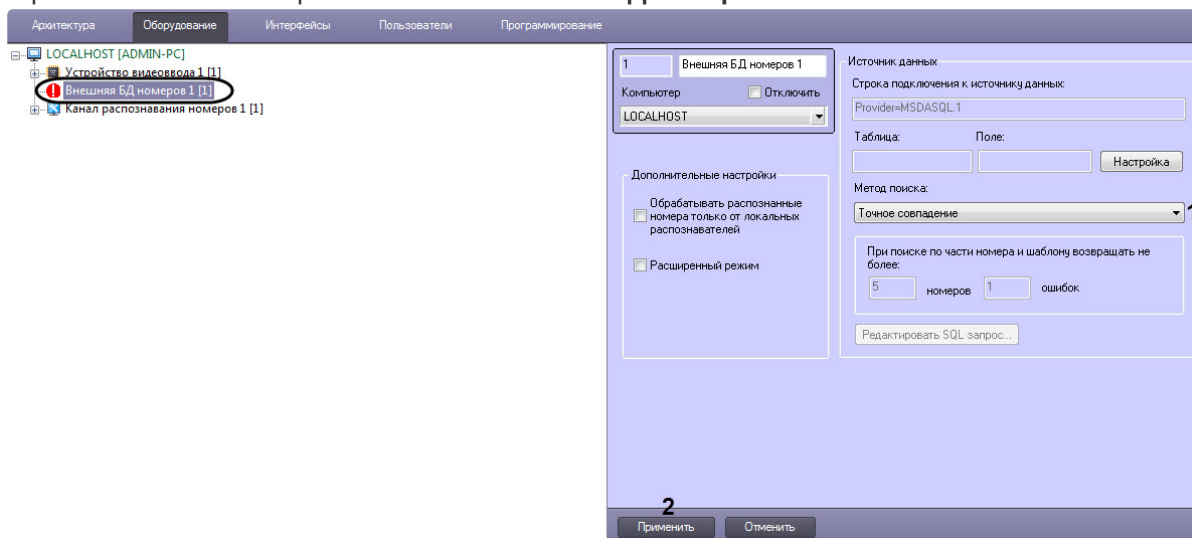 Архитектура Оборудование Интерфейсы Пользователи Программирование
LOCALHOST [ADMIN-PC]
Устройство видеоввода 1 [1]
Внешняя БД номеров 1 [1]
Канал распознавания номеров 1 [1]
1 Внешняя БД номеров 1
Компьютер Отключить
LOCALHOST
Дополнительные настройки
Обрабатывать распознанные
номера только от локальных
распознавателей
Расширенный режим
Источник данных
Строка подключения к источнику данных:
Provider=MSDASQL.1
Таблица: Поле:
Настройка
Метод поиска:
Точное совпадение
1
При поиске по части номера и шаблону возвращать не
более:
5 номеров 1 ошибок
Редактировать SQL запрос...
2
Применить Отменить